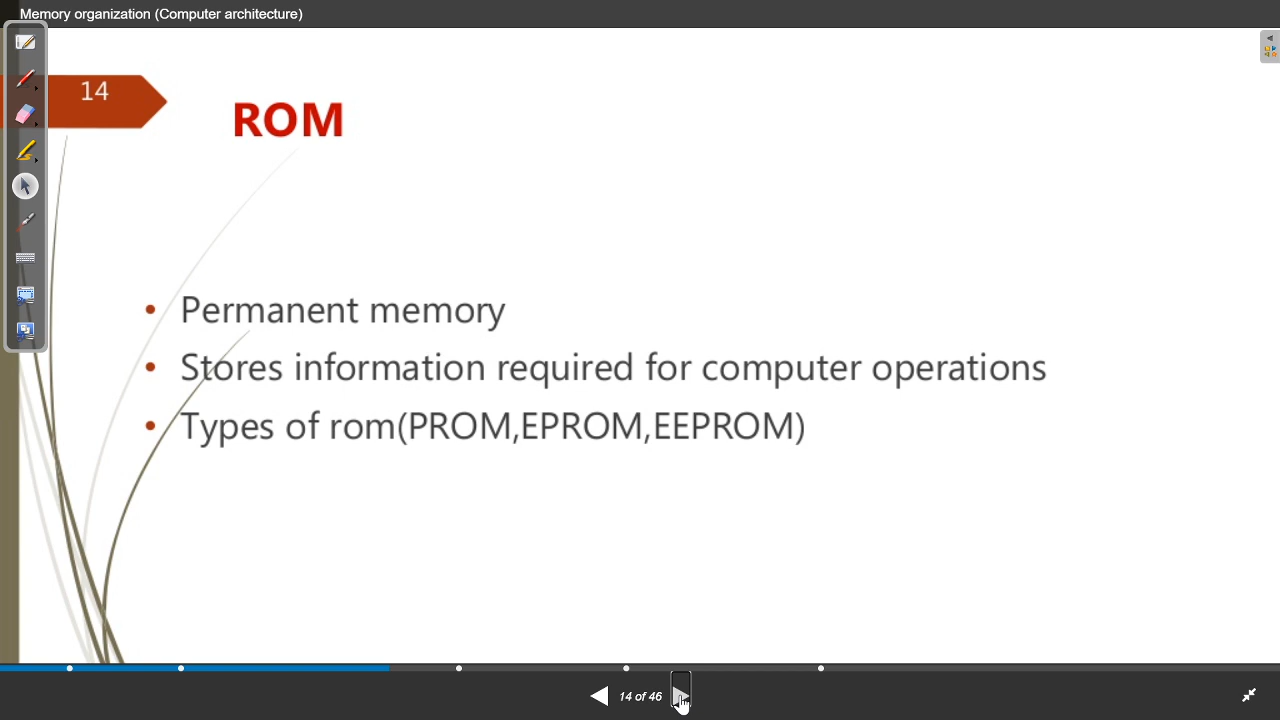 Memory organization (Computer architecture)
14
ROM
• Permanent memory
• Stores information required for computer operations
• Types of rom(PROM,EPROM,EEPROM)
14 of 46